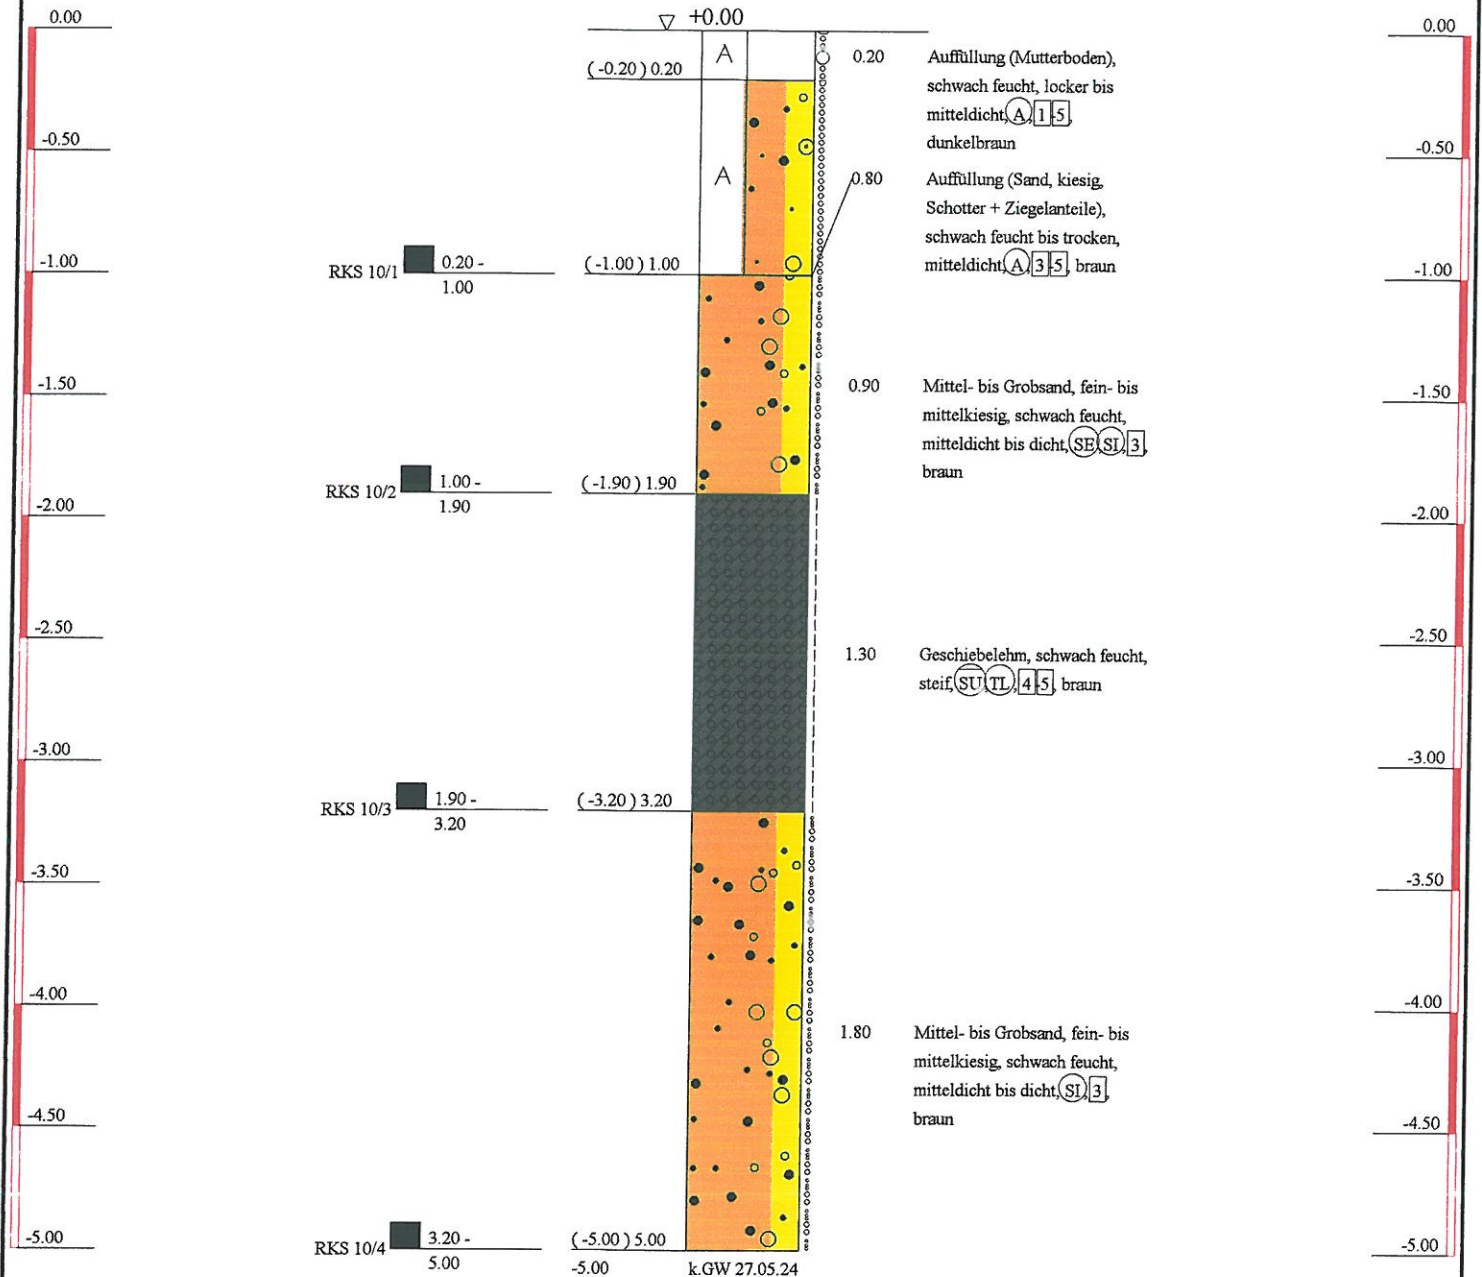 +0.00
0.00
0.00
A
(-0.20) 0.20
0.20
Auffüllung (Mutterboden),
schwach feucht, locker bis
mitteldicht, A, 1-5,
dunkelbraun
-0.50
-0.50
A
0.80
Auffüllung (Sand, kiesig,
Schotter + Ziegelanteile),
schwach feucht bis trocken,
mitteldicht, A, 3-5, braun
-1.00
RKS 10/1
0.20 -
1.00
(-1.00) 1.00
-1.00
-1.50
0.90
Mittel- bis Grobsand, fein- bis
mittelkiesig, schwach feucht,
mitteldicht bis dicht, SE, SI, 3,
braun
-1.50
RKS 10/2
1.00 -
1.90
(-1.90) 1.90
-2.00
-2.00
-2.50
1.30
Geschiebelehm, schwach feucht,
steif, SU, TL, 4-5, braun
-2.50
-3.00
-3.00
RKS 10/3
1.90 -
3.20
(-3.20) 3.20
-3.50
-3.50
-4.00
-4.00
1.80
Mittel- bis Grobsand, fein- bis
mittelkiesig, schwach feucht,
mitteldicht bis dicht, SI, 3,
braun
-4.50
-4.50
-5.00
RKS 10/4
3.20 -
5.00
(-5.00) 5.00
-5.00
-5.00
k.GW 27.05.24